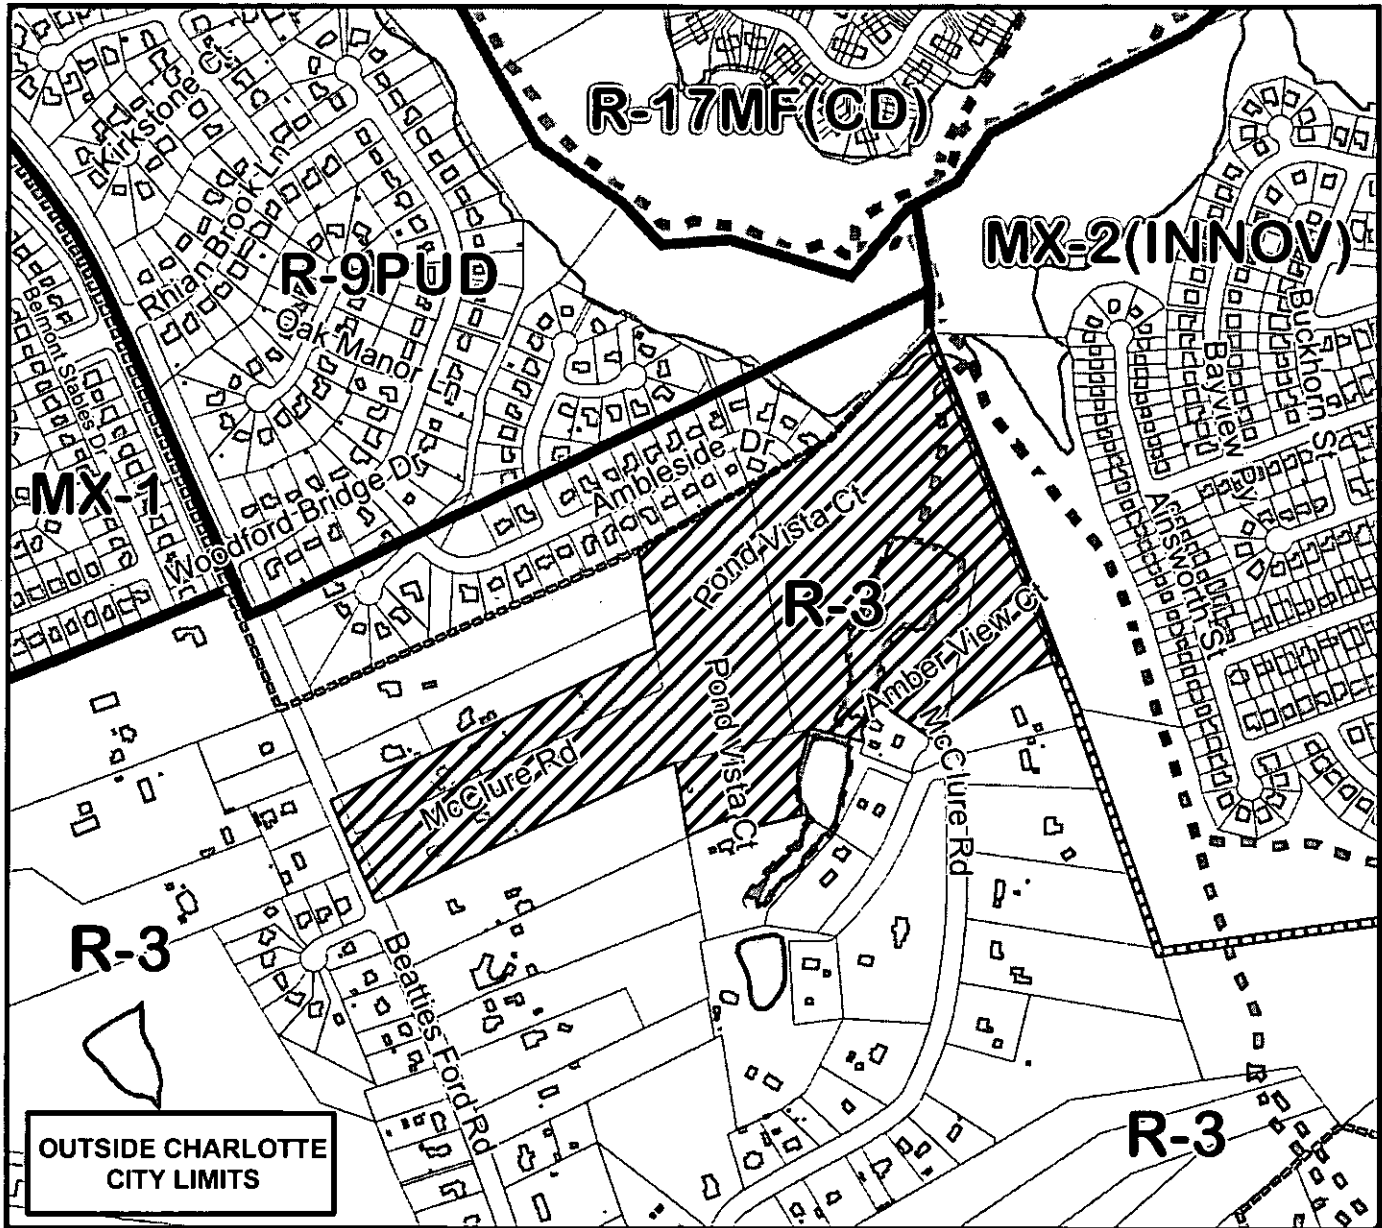 Kirkstone Ct
R-17MF(CD)
Rhian Brook Ln
R-9PUD
MX-2(INNOV)
Belmont Stables Dr
Oak Manor Ln
Buckhorn St
Bayview Py
MX-1
Woodford Bridge Dr
Ambleside Dr
Ainsworth St
Pond Vista Ct
R-3
Amber View Ct
Pond Vista Ct
McClure Rd
McClure Rd
R-3
Beatties Ford Rd
R-3
OUTSIDE CHARLOTTE
CITY LIMITS